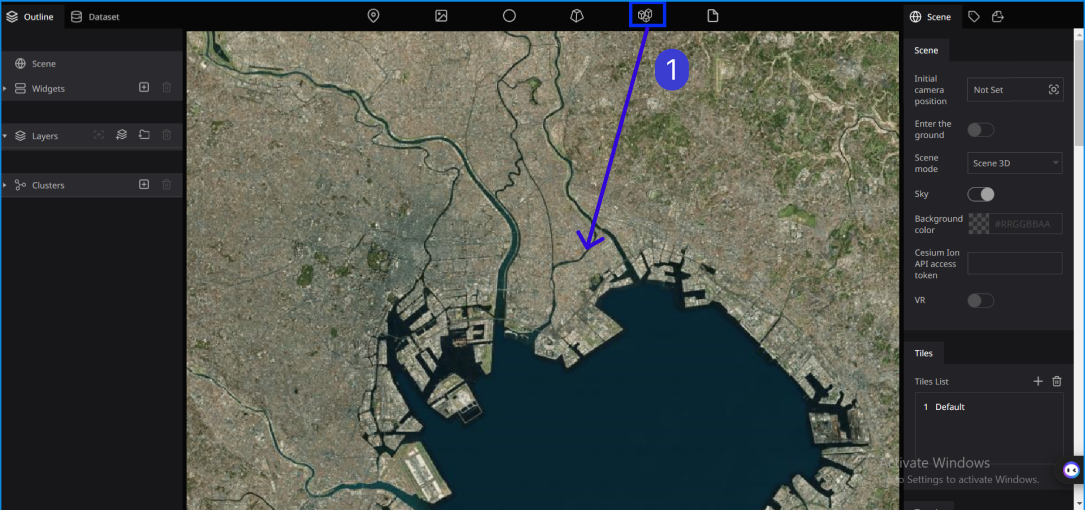 Outline
Dataset
Scene
1
Scene
Widgets
Layers
Clusters
Scene
Initial
camera
position
Not Set
Enter the
ground
Scene
mode
Scene 3D
Sky
Background
color
#RRGGBBAA
Cesium Ion
API access
token
VR
Tiles
Tiles List
1 Default
Activate Windows
to Settings to activate Windows.